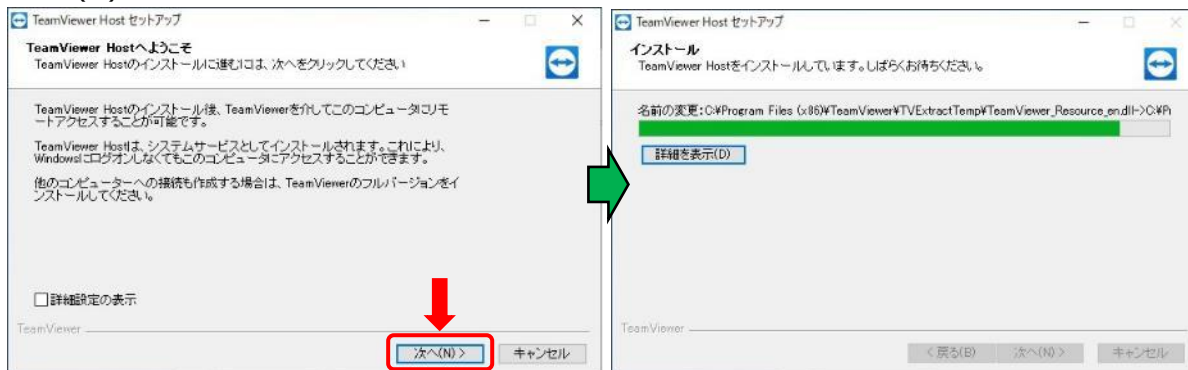 TeamViewer Host セットアップ
TeamViewer Hostへようこそ
TeamViewer Hostのインストールに進むには、次へをクリックしてください
TeamViewer Hostのインストール後、TeamViewerを介してこのコンピュータにリモ
ートアクセスすることが可能です。
TeamViewer Hostは、システムサービスとしてインストールされます。これにより、
Windowsにログオンしなくてもこのコンピュータにアクセスすることができます。
他のコンピューターへの接続も作成する場合は、TeamViewerのフルバージョンをイ
ンストールしてください。
詳細設定の表示
TeamViewer
次へ(N) >
キャンセル
TeamViewer Host セットアップ
インストール
TeamViewer Hostをインストールしています。しばらくお待ちください。
名前の変更: C:¥Program Files (x86)¥TeamViewer¥TVExtractTemp¥TeamViewer_Resource_en.dll->C:¥Pr
詳細を表示(D)
TeamViewer
< 戻る(B)
次へ(N) >
キャンセル